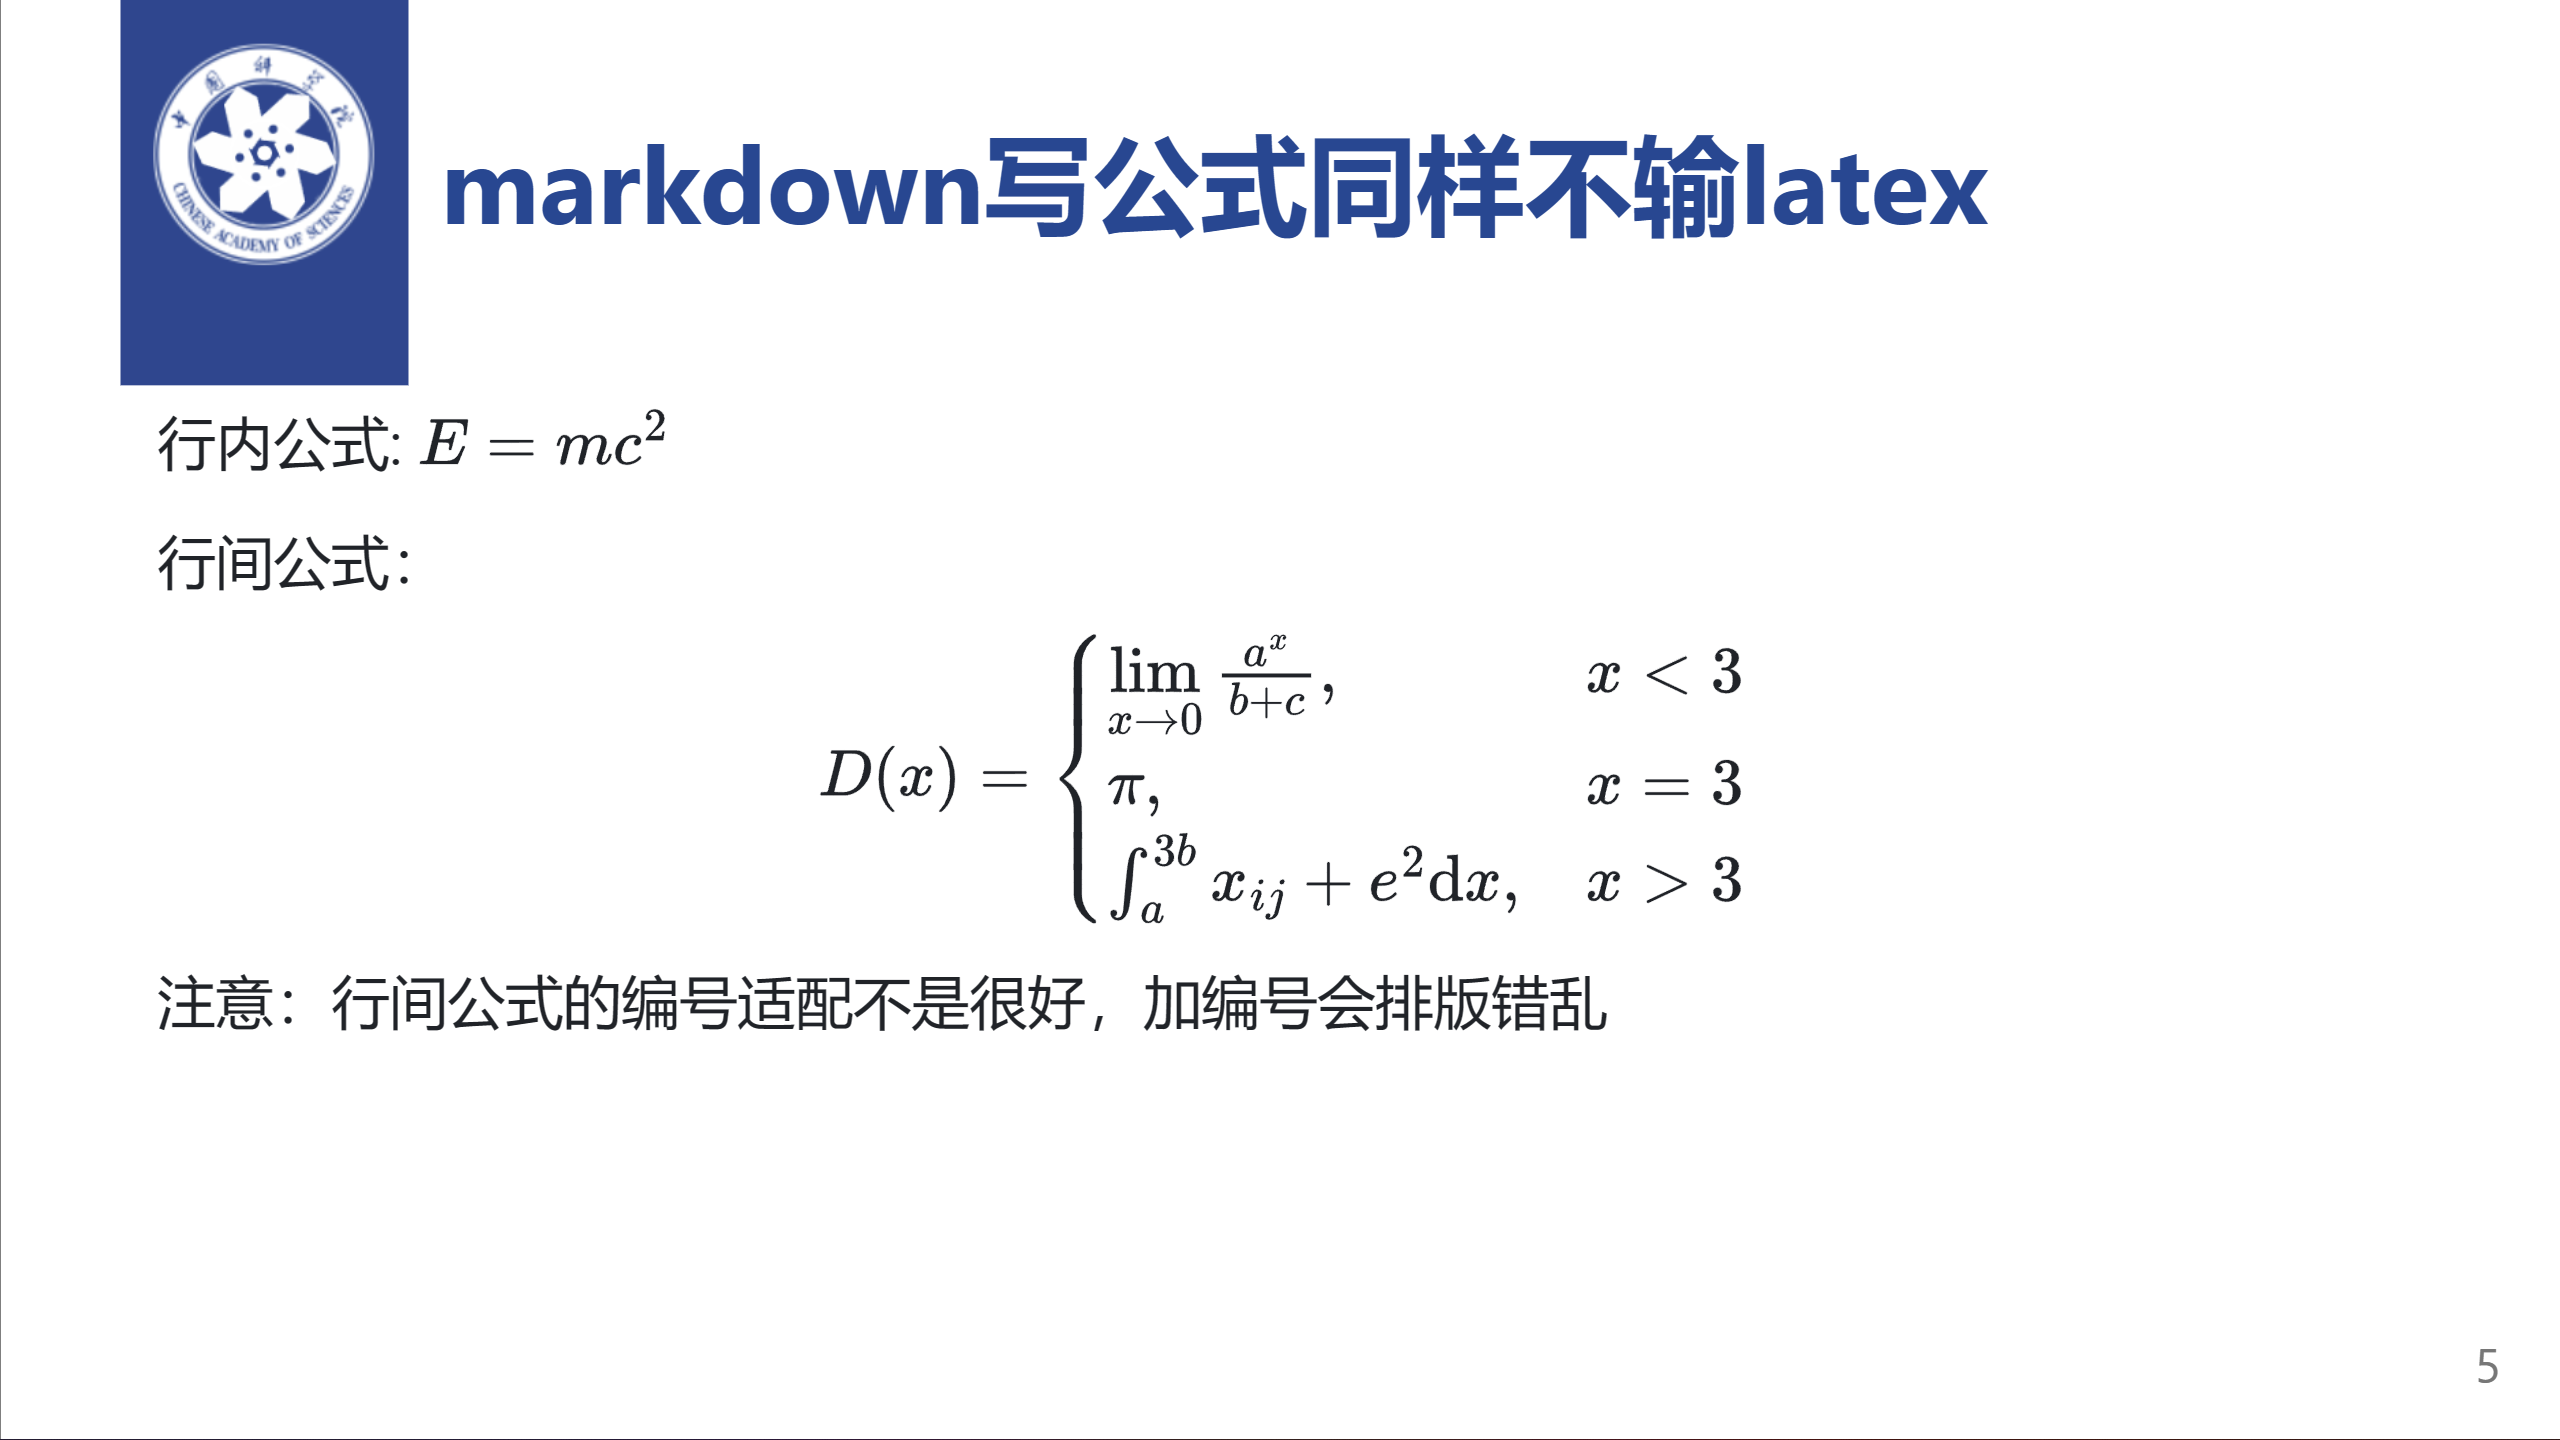 中国科学院
CHINESE ACADEMY OF SCIENCES
markdown写公式同样不输latex
行内公式: $E = mc^2$
行间公式：
$D(x) = \begin{cases} \lim\limits_{x \to 0} \frac{a^x}{b+c}, & x < 3 \\ \pi, & x = 3 \\ \int_a^{3b} x_{ij} + e^2 \mathrm{d}x, & x > 3 \end{cases}$
注意：行间公式的编号适配不是很好，加编号会排版错乱
5